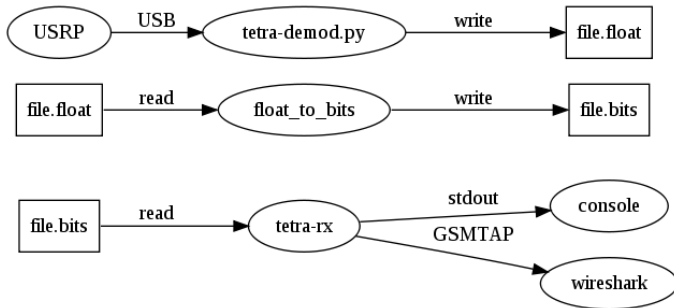 USRP
USB
tetra-demod.py
write
file.float
file.float
read
float_to_bits
write
file.bits
file.bits
read
tetra-rx
stdout
console
GSMTAP
wireshark